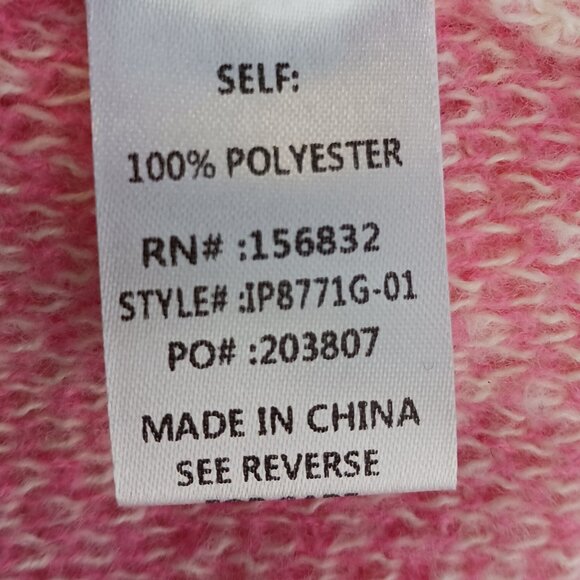 SELF:
100% POLYESTER
RN# :156832
STYLE# :IP8771G-01
PO# :203807
MADE IN CHINA
SEE REVERSE